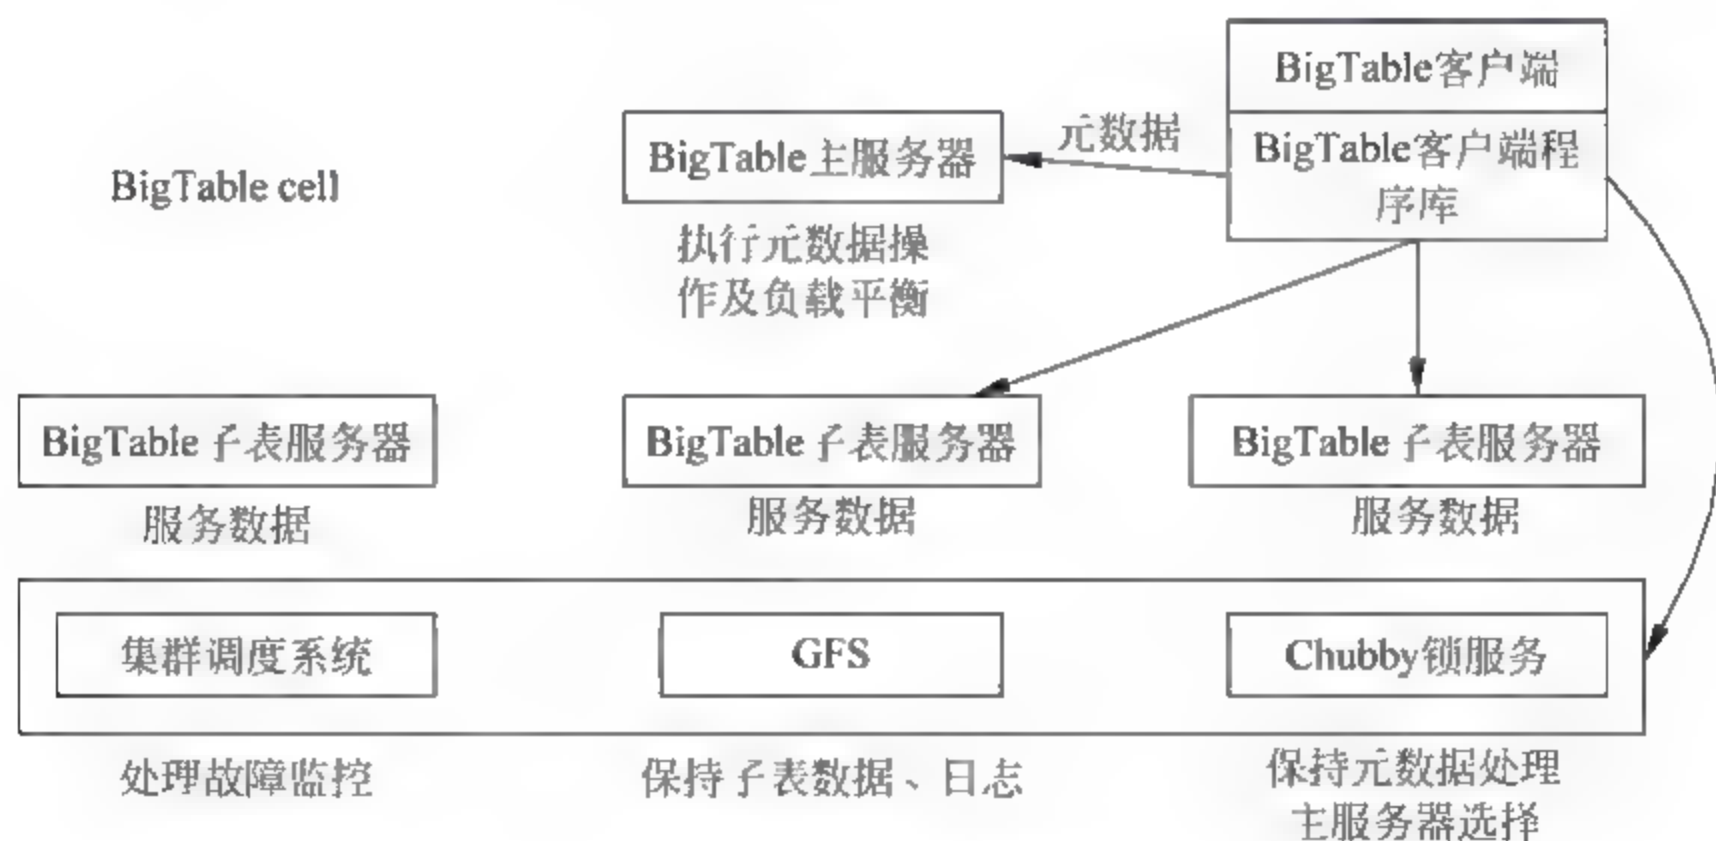 BigTable客户端
BigTable客户端程
序库
元数据
BigTable主服务器
BigTable cell
执行元数据操
作及负载平衡
BigTable 子表服务器
BigTable 子表服务器
BigTable 子表服务器
服务数据
服务数据
服务数据
集群调度系统
GFS
Chubby锁服务
处理故障监控
保持子表数据、日志
保持元数据处理
主服务器选择